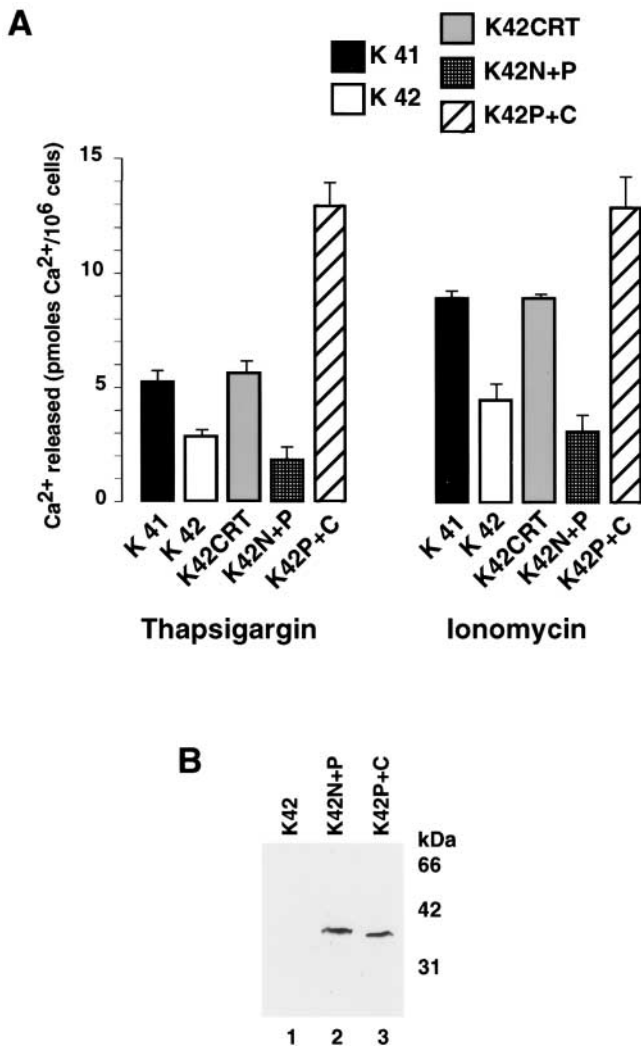 A
K 41
K 42
K42CRT
K42N+P
K42P+C
Ca2+ released (pmoles Ca2+/10⁶ cells)
15
10
5
0
K 41
K 42
K42CRT
K42N+P
K42P+C
K 41
K 42
K42CRT
K42N+P
K42P+C
Thapsigargin
Ionomycin
B
K42
K42N+P
K42P+C
kDa
66
42
31
1 2 3